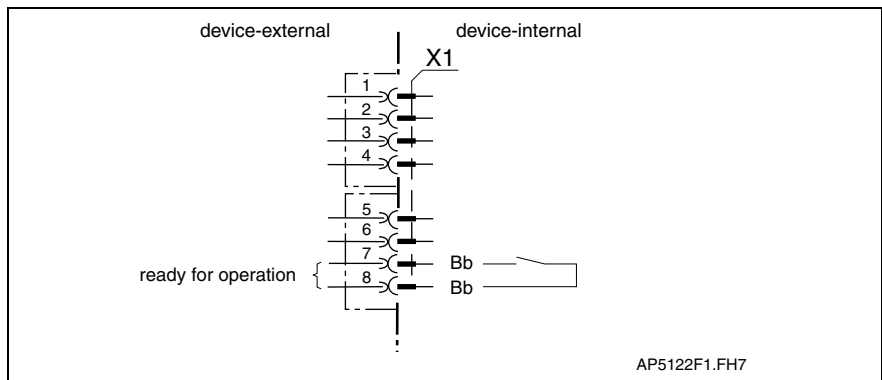 device-external
device-internal
X1
1
2
3
4
5
6
7
Bb
ready for operation
8
Bb
AP5122F1.FH7